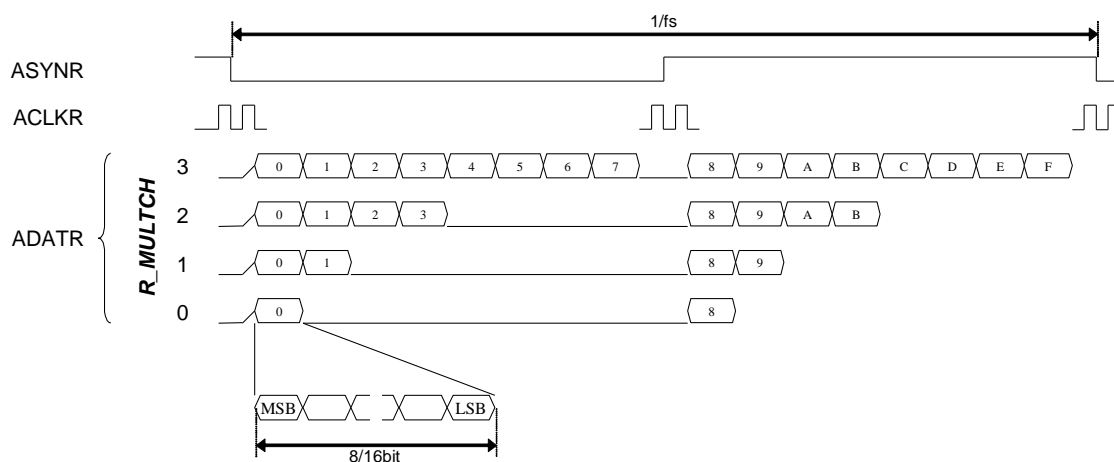 1/fs
ASYNR
ACLKR
ADATR
R_MULTCH
3 0 1 2 3 4 5 6 7 8 9 A B C D E F
2 0 1 2 3 8 9 A B
1 0 1 8 9
0 0 8
MSB LSB
8/16bit